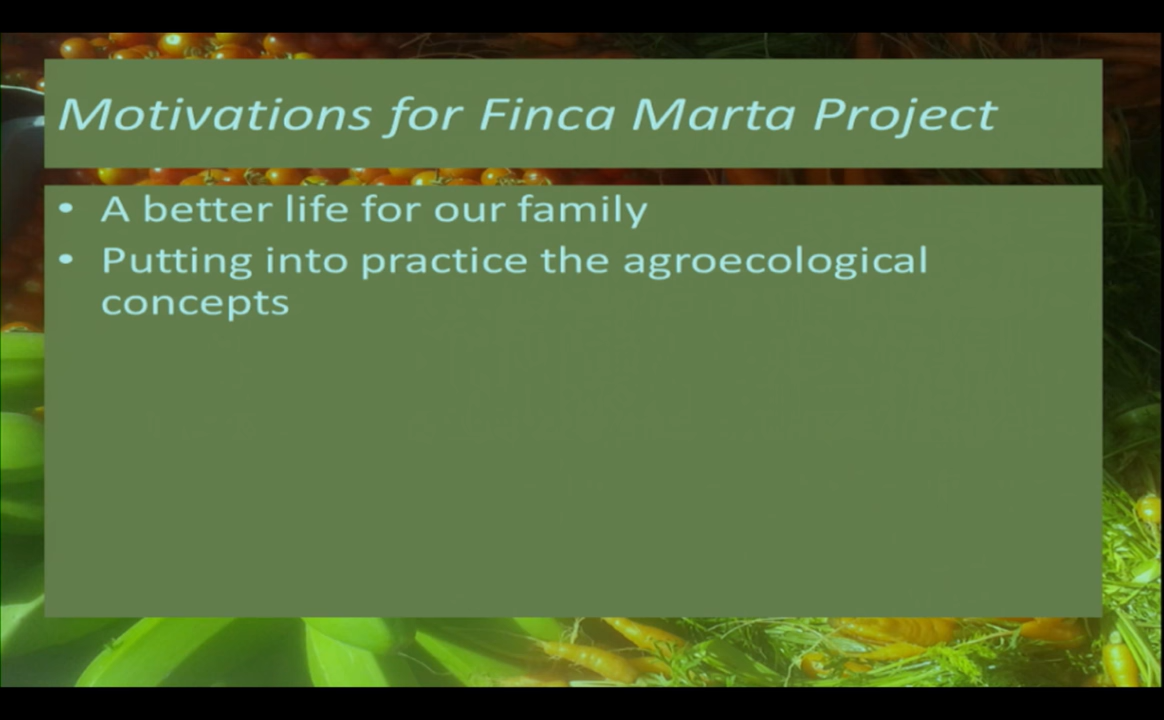 Motivations for Finca Marta Project
• A better life for our family
• Putting into practice the agroecological
concepts